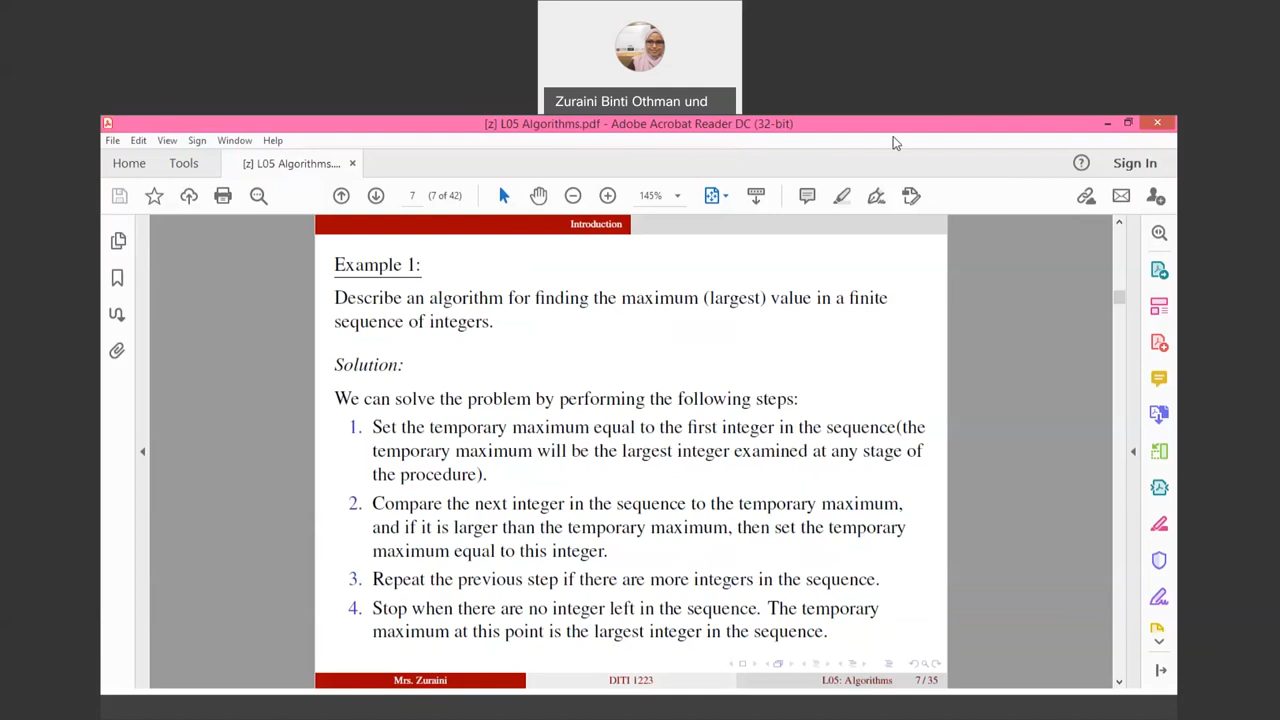 Zuraini Binti Othman und
[z] L05 Algorithms.pdf - Adobe Acrobat Reader DC (32-bit)
File Edit View Sign Window Help
Home Tools [z] L05 Algorithms.... × Sign In
7 (7 of 42) 145%
Introduction
Example 1:
Describe an algorithm for finding the maximum (largest) value in a finite
sequence of integers.
Solution:
We can solve the problem by performing the following steps:
1. Set the temporary maximum equal to the first integer in the sequence(the
temporary maximum will be the largest integer examined at any stage of
the procedure).
2. Compare the next integer in the sequence to the temporary maximum,
and if it is larger than the temporary maximum, then set the temporary
maximum equal to this integer.
3. Repeat the previous step if there are more integers in the sequence.
4. Stop when there are no integer left in the sequence. The temporary
maximum at this point is the largest integer in the sequence.
Mrs. Zuraini DITI 1223 L05: Algorithms 7 / 35